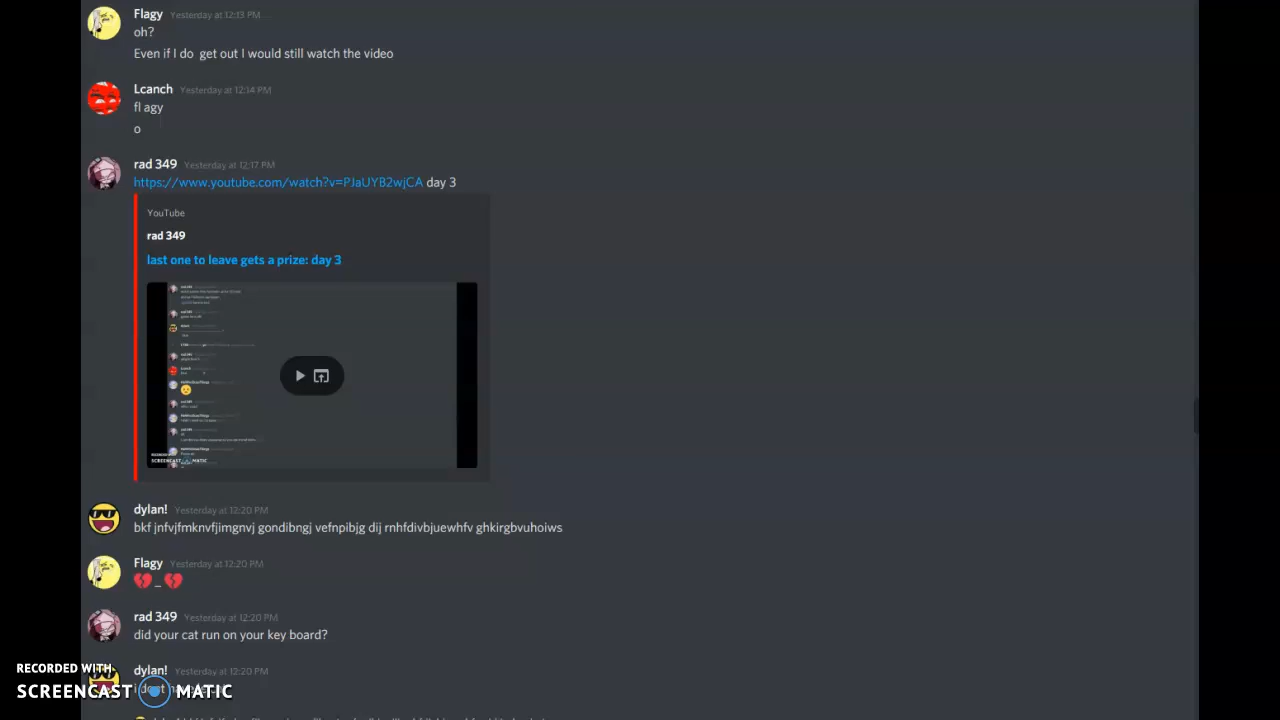 Flagy Yesterday at 12:13 PM
oh?
Even if I do get out I would still watch the video
Lcanch Yesterday at 12:14 PM
fl agy
o
rad 349 Yesterday at 12:17 PM
https://www.youtube.com/watch?v=PJaUYB2wjCA day 3
YouTube
rad 349
last one to leave gets a prize: day 3
SCREENCAST MATIC
dylan! Yesterday at 12:20 PM
bkf jnfvjfmknvfjimgnvj gondibngj vefnpibjg dij rnhfdivbjuewhfv ghkirgbvuhoiws
Flagy Yesterday at 12:20 PM
💔 _ 💔
rad 349 Yesterday at 12:20 PM
did your cat run on your key board?
dylan! Yesterday at 12:20 PM
RECORDED WITH
SCREENCAST MATIC